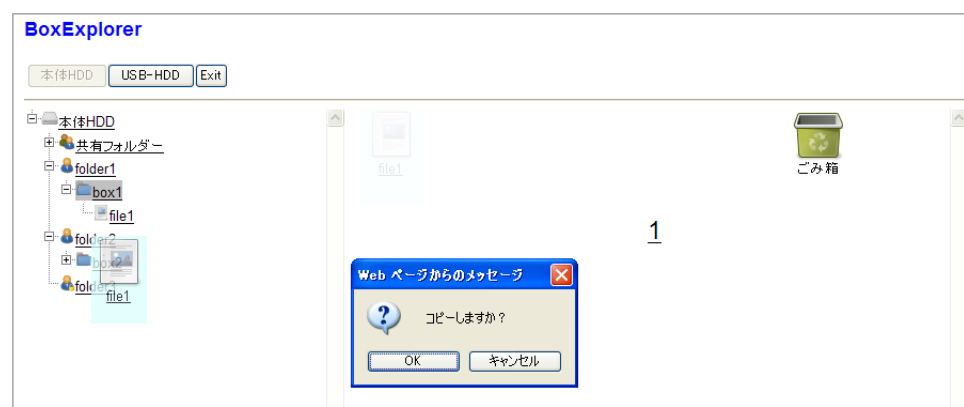 BoxExplorer
本体HDD USB-HDD Exit
本体HDD
共有フォルダー
folder1
box1
file1
folder2
box2
folder3
file1
file1
ごみ箱
1
Web ページからのメッセージ
コピーしますか？
OK キャンセル